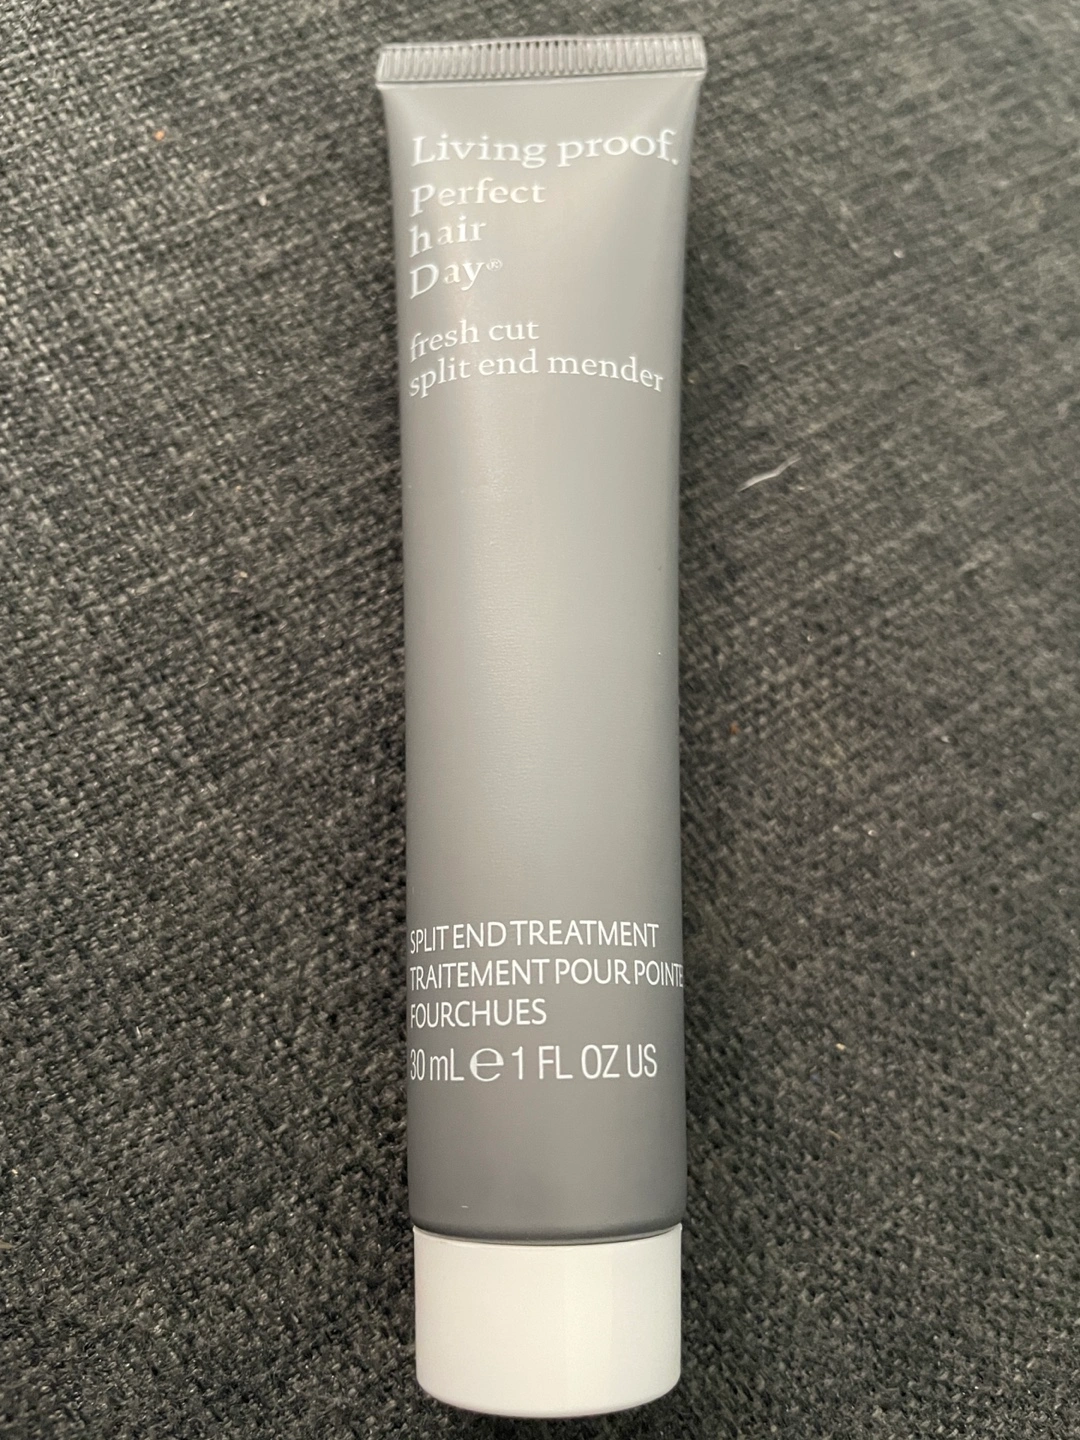 Living proof.
Perfect
hair
Day®
fresh cut
split end mender
SPLIT END TREATMENT
TRAITEMENT POUR POINTE
FOURCHUES
30 mL ℮ 1 FL OZ US